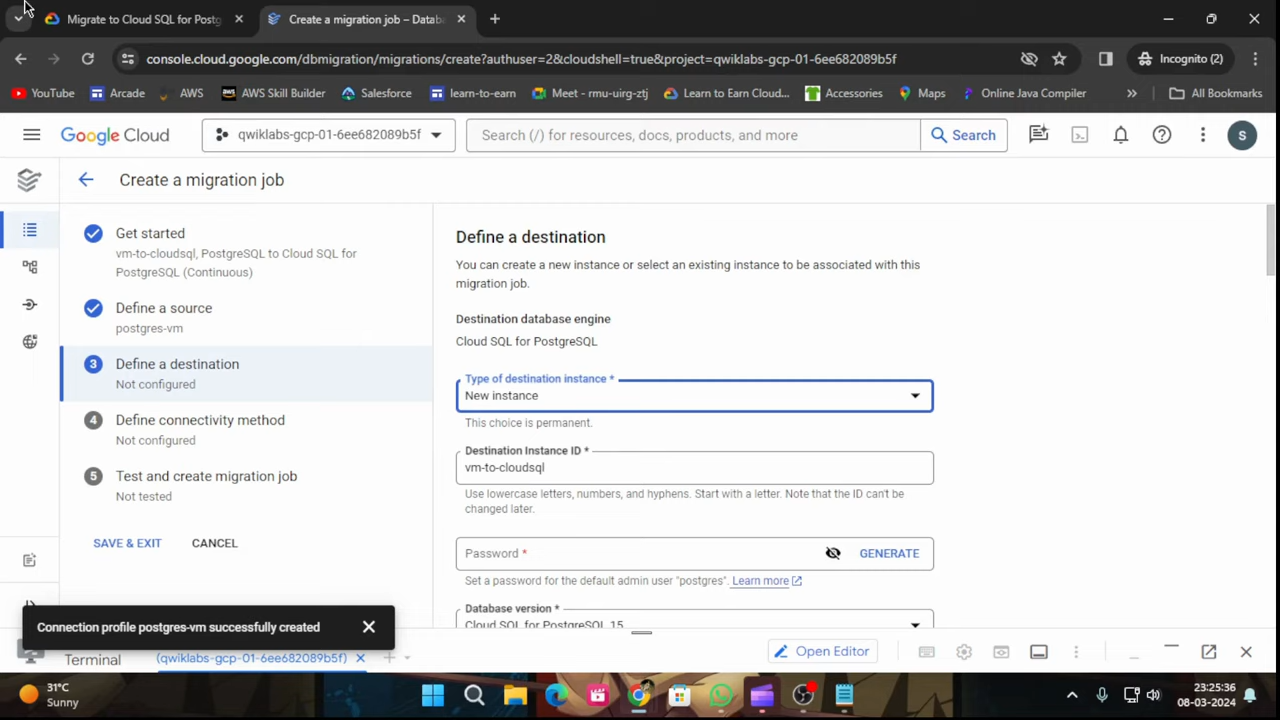 Migrate to Cloud SQL for Postg
Create a migration job – Datab
console.cloud.google.com/dbmigration/migrations/create?authuser=2&cloudshell=true&project=qwiklabs-gcp-01-6ee682089b5f
Incognito (2)
YouTube
Arcade
AWS
AWS Skill Builder
Salesforce
learn-to-earn
Meet - rmu-uirg-ztj
Learn to Earn Cloud...
Accessories
Maps
Online Java Compiler
»
All Bookmarks
Google Cloud
qwiklabs-gcp-01-6ee682089b5f
Search (/) for resources, docs, products, and more
Search
S
Create a migration job
Get started
vm-to-cloudsql, PostgreSQL to Cloud SQL for
PostgreSQL (Continuous)
Define a source
postgres-vm
3 Define a destination
Not configured
4 Define connectivity method
Not configured
5 Test and create migration job
Not tested
SAVE & EXIT
CANCEL
Define a destination
You can create a new instance or select an existing instance to be associated with this
migration job.
Destination database engine
Cloud SQL for PostgreSQL
Type of destination instance *
New instance
This choice is permanent.
Destination Instance ID *
vm-to-cloudsql
Use lowercase letters, numbers, and hyphens. Start with a letter. Note that the ID can't be
changed later.
Password *
GENERATE
Set a password for the default admin user "postgres". Learn more
Database version *
Cloud SQL for PostgreSQL 15
Connection profile postgres-vm successfully created
Terminal
(qwiklabs-gcp-01-6ee682089b5f)
Open Editor
31°C
Sunny
23:25:36
08-03-2024